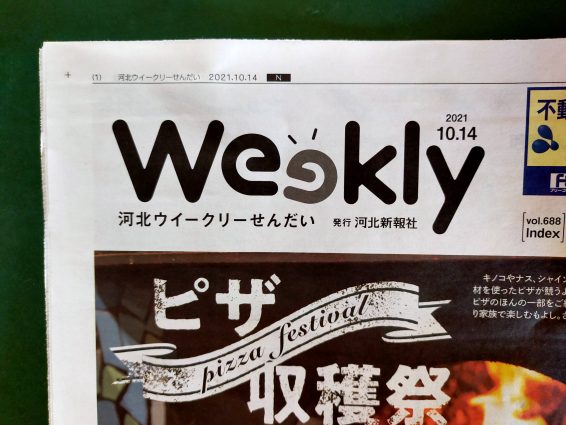 (1) 河北ウイークリーせんだい 2021.10.14 N
Weekly
2021
10.14
河北ウイークリーせんだい 発行 河北新報社
不動
vol.688
Index
ピザ
pizza festival
収穫祭
キノコやナス、シャイン
材を使ったピザが競うよ
ピザのほんの一部をご紹
り家族で楽しむもよし。さ